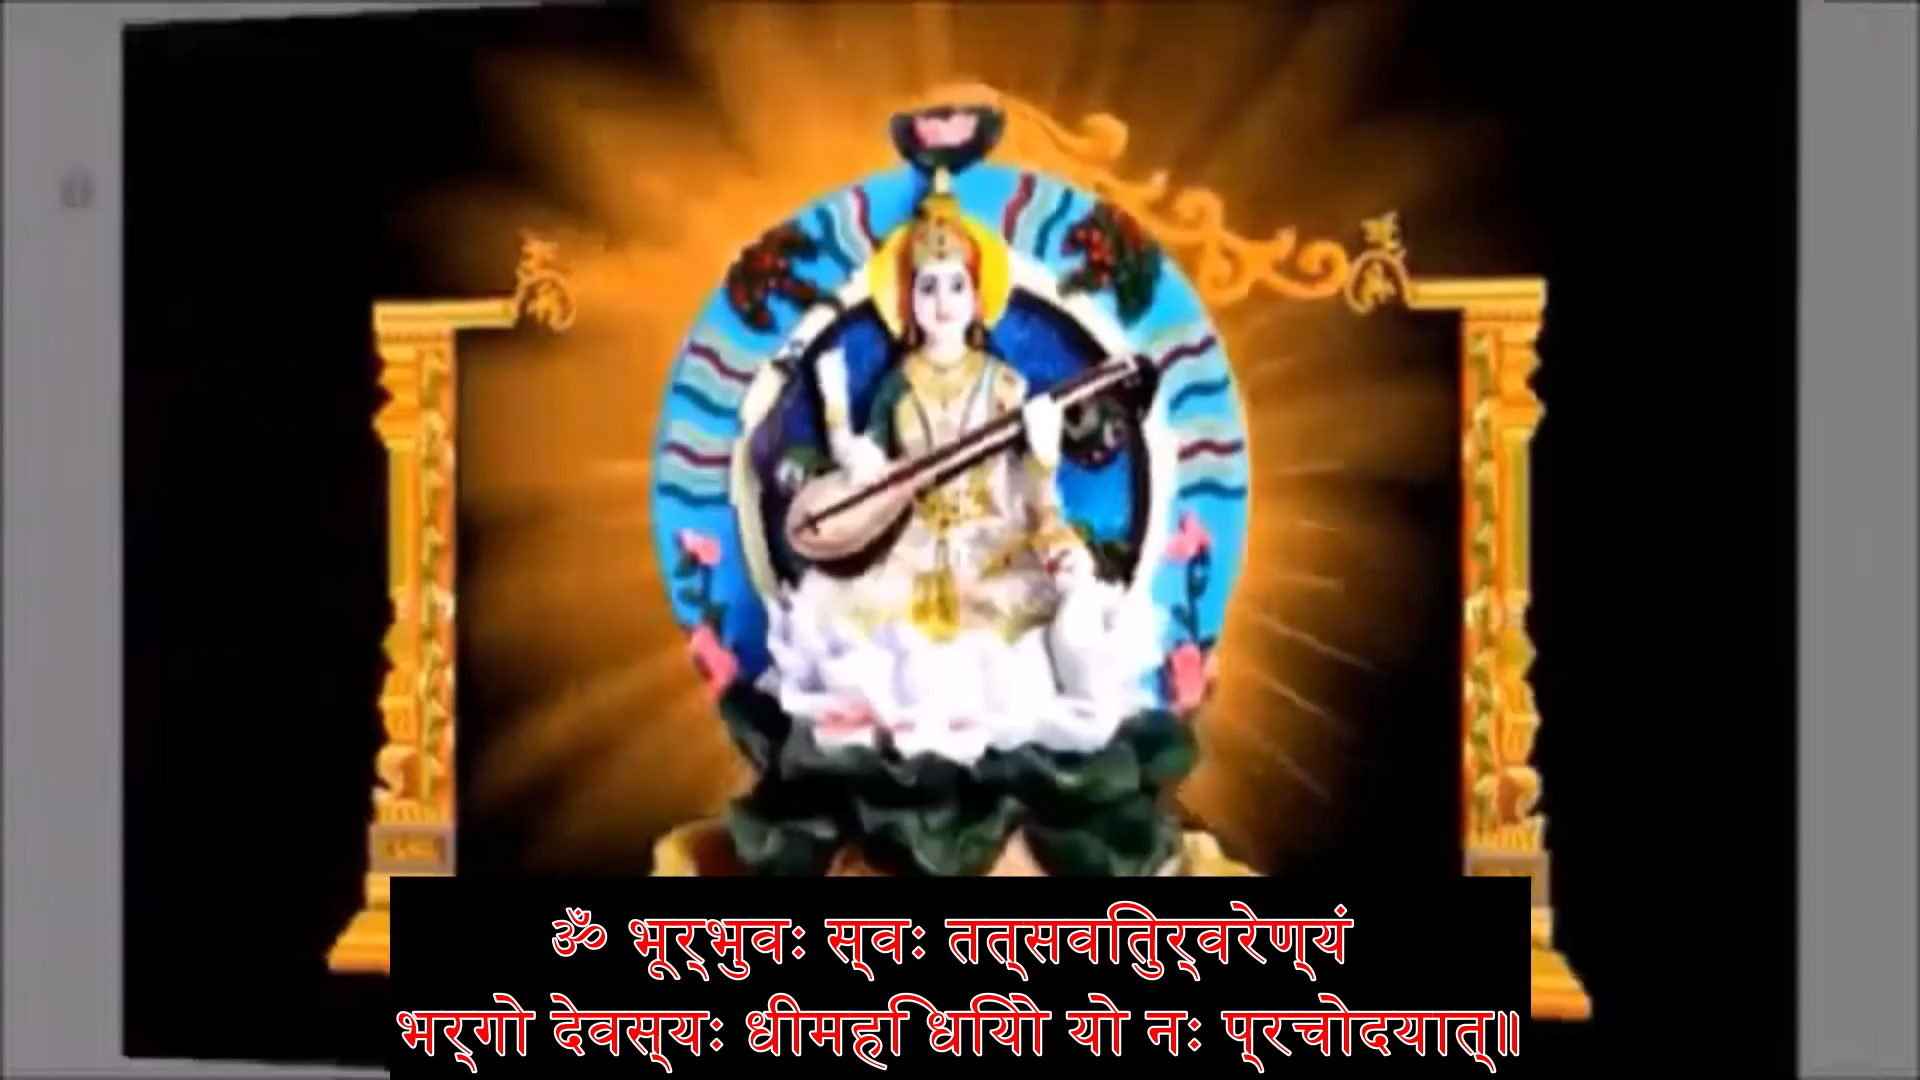 ॐ भूर्भुवः स्वः तत्सवितुर्वरेण्यं
भर्गो देवस्यः धीमहि धियो यो नः प्रचोदयात्॥